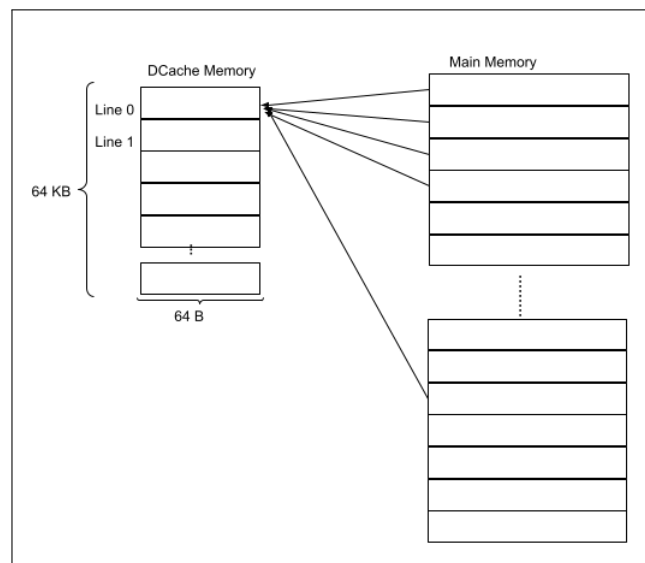 DCache Memory
Main Memory
Line 0
Line 1
64 KB
64 B